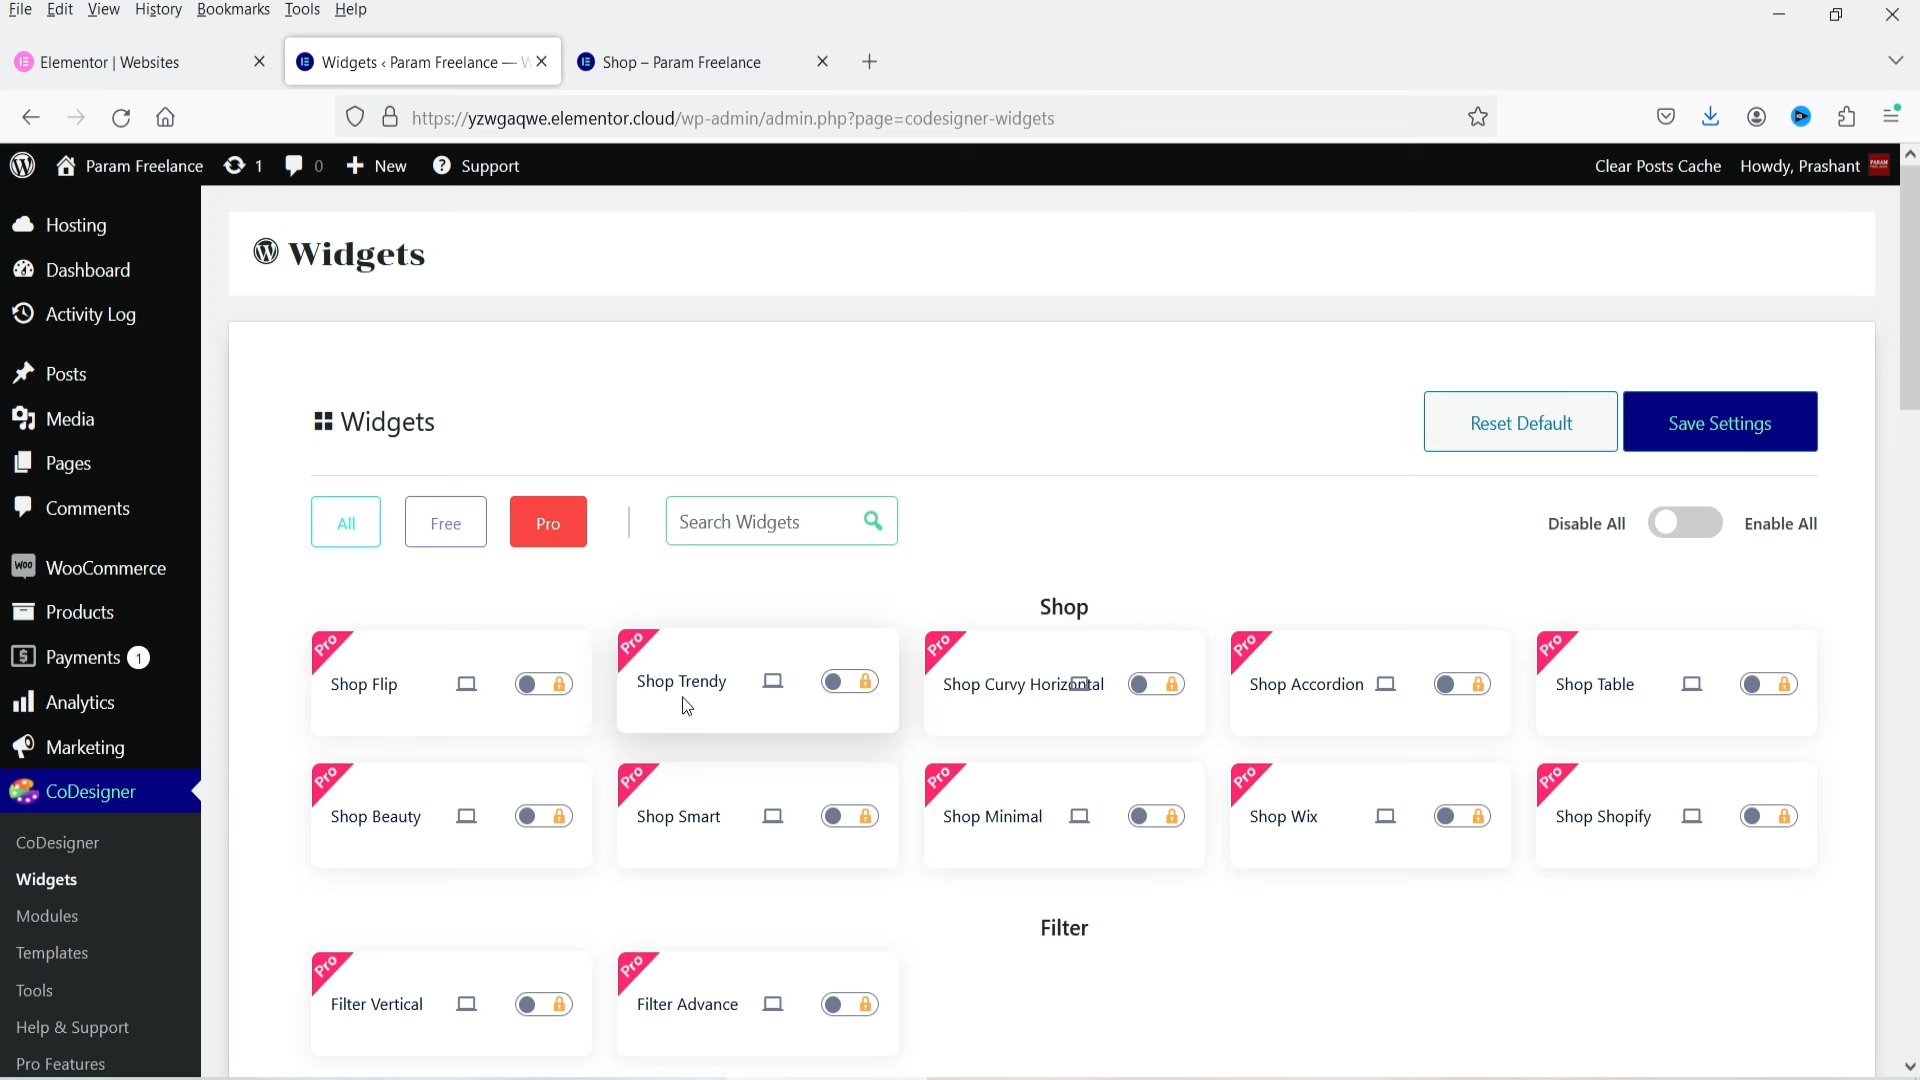 File Edit View History Bookmarks Tools Help
Elementor | Websites
Widgets ‹ Param Freelance —
Shop – Param Freelance
https://yzwgaqwe.elementor.cloud/wp-admin/admin.php?page=codesigner-widgets
Param Freelance 1 0 New Support
Clear Posts Cache Howdy, Prashant
Hosting
Dashboard
Activity Log
Posts
Media
Pages
Comments
WooCommerce
Products
Payments 1
Analytics
Marketing
CoDesigner
CoDesigner
Widgets
Modules
Templates
Tools
Help & Support
Pro Features
Widgets
Widgets
Reset Default Save Settings
All Free Pro Search Widgets Disable All Enable All
Shop
Pro Pro Pro Pro Pro
Shop Flip Shop Trendy Shop Curvy Horizontal Shop Accordion Shop Table
Pro Pro Pro Pro Pro
Shop Beauty Shop Smart Shop Minimal Shop Wix Shop Shopify
Filter
Pro Pro
Filter Vertical Filter Advance